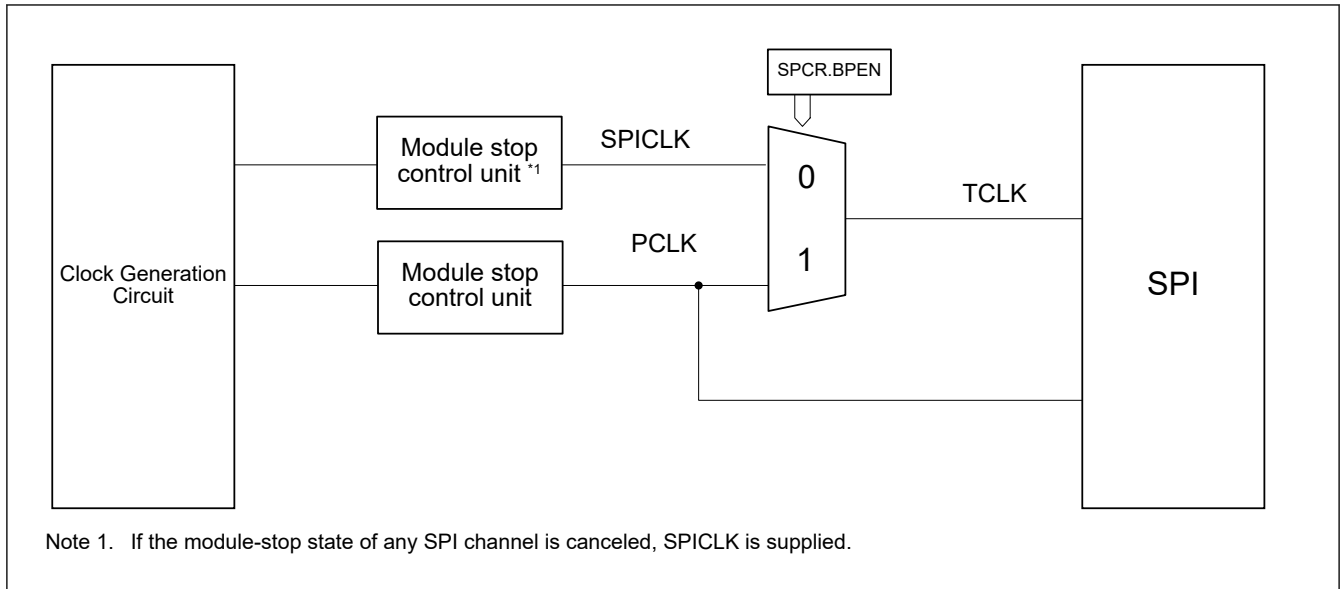 SPCR.BPEN
Module stop
control unit *1
SPICLK
0
TCLK
PCLK
1
Clock Generation
Circuit
Module stop
control unit
SPI
Note 1. If the module-stop state of any SPI channel is canceled, SPICLK is supplied.